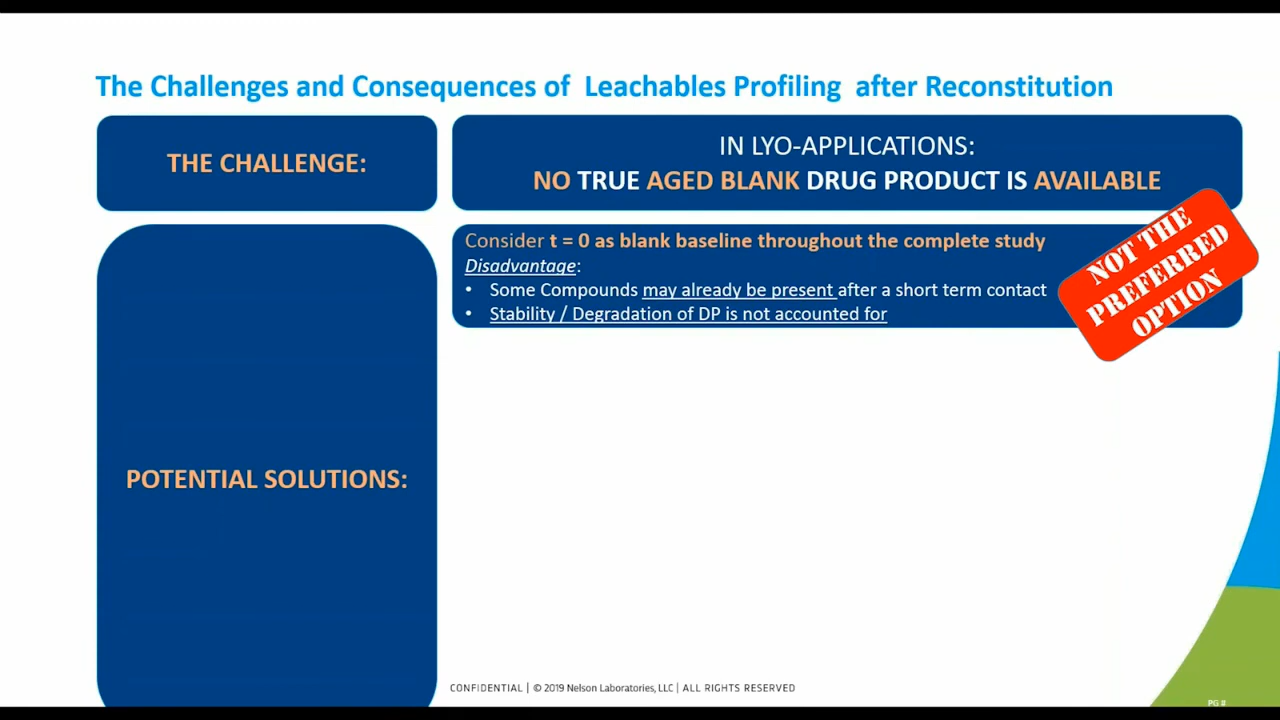 The Challenges and Consequences of Leachables Profiling after Reconstitution
THE CHALLENGE:
IN LYO-APPLICATIONS:
NO TRUE AGED BLANK DRUG PRODUCT IS AVAILABLE
POTENTIAL SOLUTIONS:
Consider t = 0 as blank baseline throughout the complete study
Disadvantage:
• Some Compounds may already be present after a short term contact
• Stability / Degradation of DP is not accounted for
NOT THE
PREFERRED
OPTION
CONFIDENTIAL | © 2019 Nelson Laboratories, LLC | ALL RIGHTS RESERVED
PG #